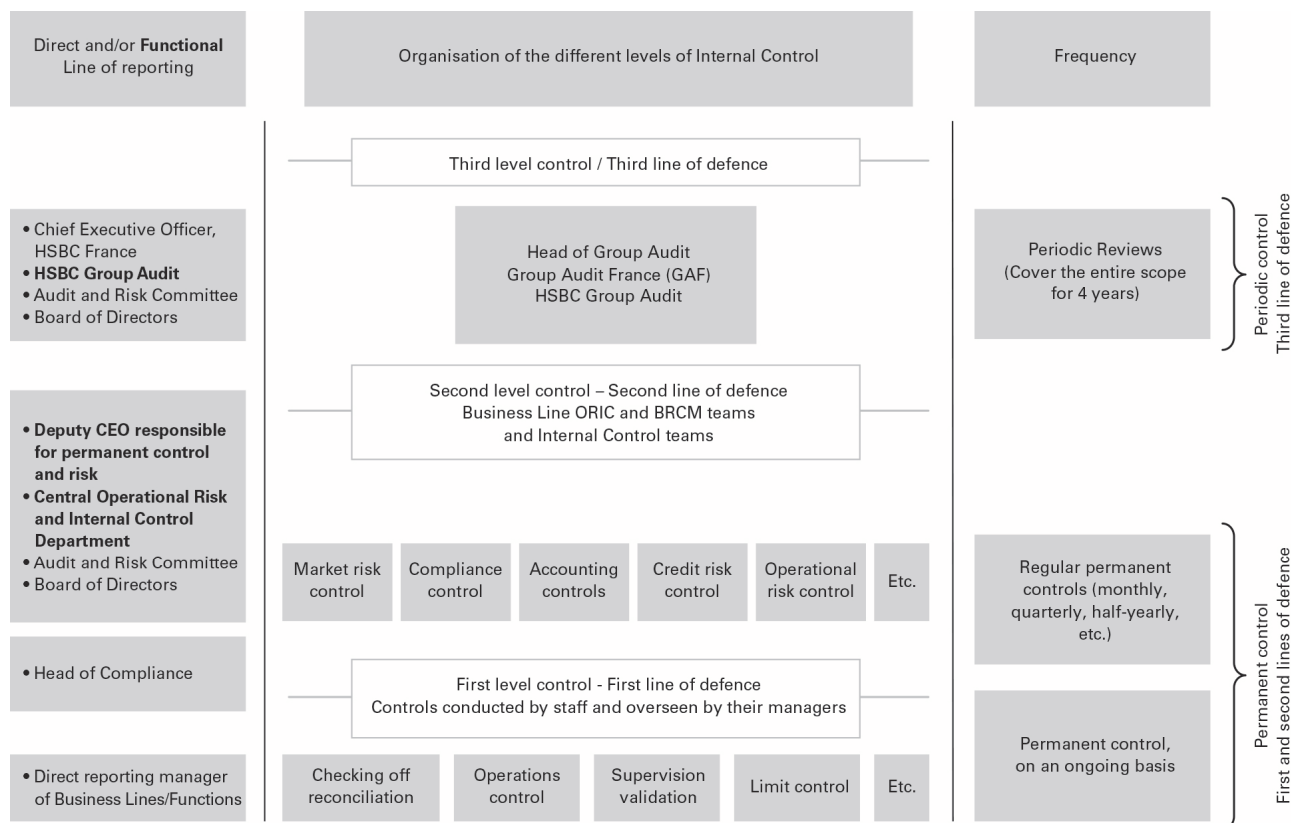 Direct and/or Functional
Line of reporting
Organisation of the different levels of Internal Control
Frequency
Third level control / Third line of defence
• Chief Executive Officer,
HSBC France
• HSBC Group Audit
• Audit and Risk Committee
• Board of Directors
Head of Group Audit
Group Audit France (GAF)
HSBC Group Audit
Periodic Reviews
(Cover the entire scope
for 4 years)
Periodic control
Third line of defence
Second level control – Second line of defence
Business Line ORIC and BRCM teams
and Internal Control teams
• Deputy CEO responsible
for permanent control
and risk
• Central Operational Risk
and Internal Control
Department
• Audit and Risk Committee
• Board of Directors
Market risk
control
Compliance
control
Accounting
controls
Credit risk
control
Operational
risk control
Etc.
Regular permanent
controls (monthly,
quarterly, half-yearly,
etc.)
• Head of Compliance
First level control - First line of defence
Controls conducted by staff and overseen by their managers
Permanent control
First and second lines of defence
• Direct reporting manager
of Business Lines/Functions
Checking off
reconciliation
Operations
control
Supervision
validation
Limit control
Etc.
Permanent control,
on an ongoing basis